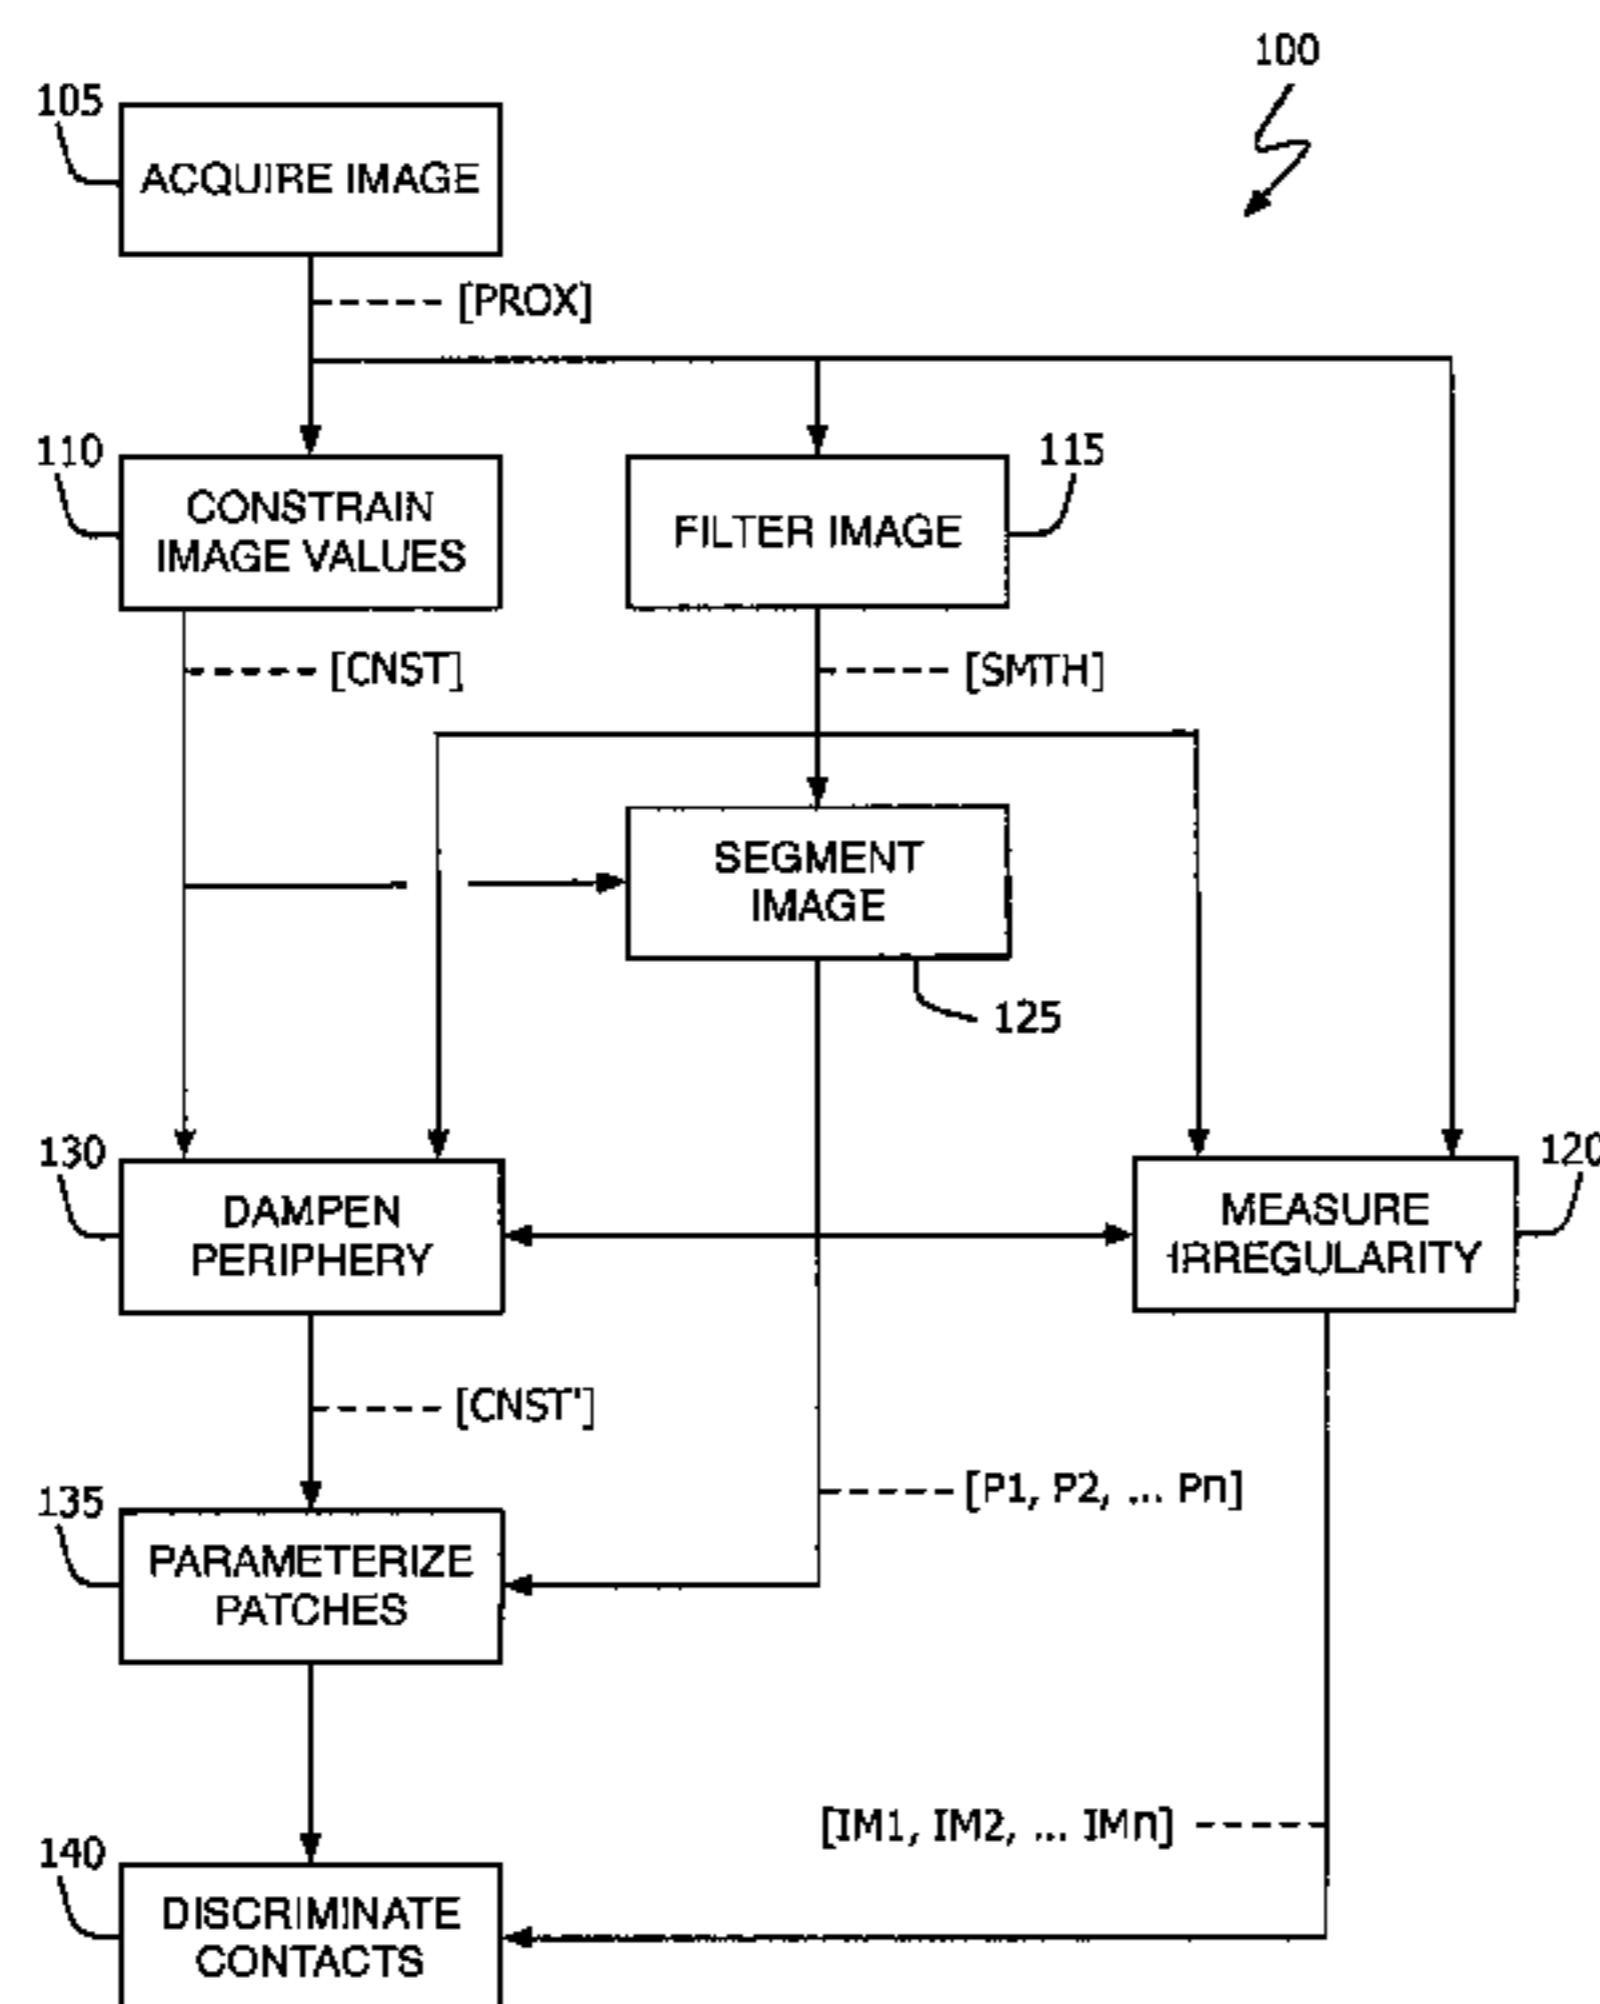 100
105
ACQUIRE IMAGE
[PROX]
110
CONSTRAIN
IMAGE VALUES
115
FILTER IMAGE
[CNST]
[SMTH]
SEGMENT
IMAGE
125
130
DAMPEN
PERIPHERY
120
MEASURE
IRREGULARITY
[CNST']
[P1, P2, ... Pn]
135
PARAMETERIZE
PATCHES
[IM1, IM2, ... IMn]
140
DISCRIMINATE
CONTACTS